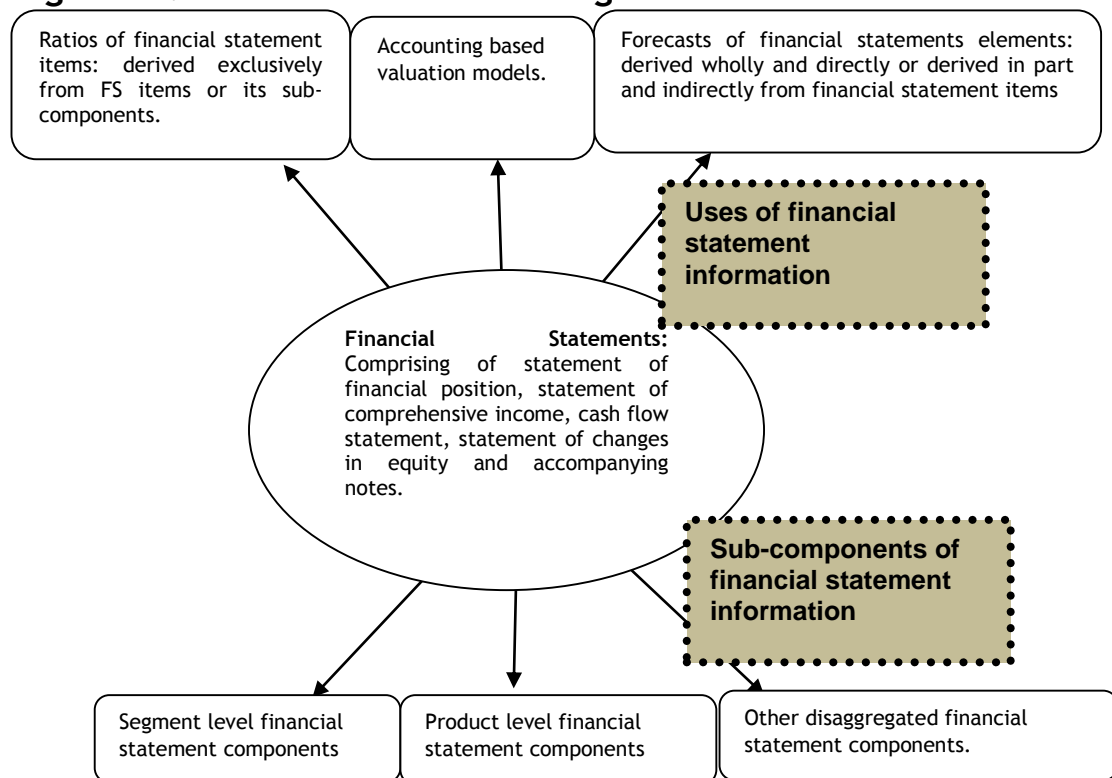 Ratios of financial statement
items: derived exclusively
from FS items or its sub-
components.
Accounting based
valuation models.
Forecasts of financial statements elements:
derived wholly and directly or derived in part
and indirectly from financial statement items
Uses of financial
statement
information
Financial Statements:
Comprising of statement of
financial position, statement of
comprehensive income, cash flow
statement, statement of changes
in equity and accompanying
notes.
Sub-components of
financial statement
information
Segment level financial
statement components
Product level financial
statement components
Other disaggregated financial
statement components.